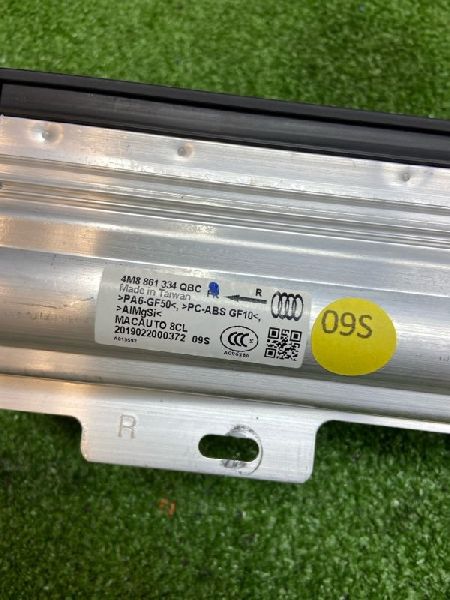 4M8 861 334 QBC R
Made in Taiwan
>PA6-GF50<, >PC-ABS GF10<,
>AlMgSi<
MACAUTO 8CL
2019022000372 09S
09S
R